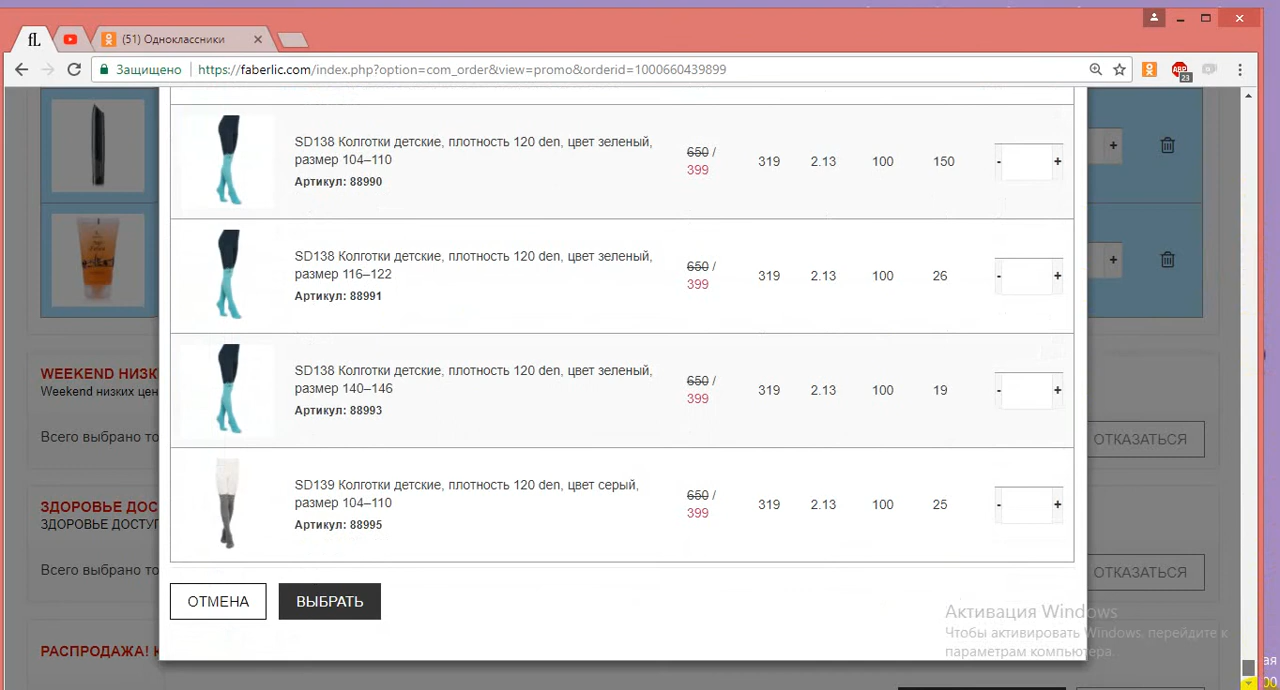 fL
(51) Одноклассники
Защищено
https://faberlic.com/index.php?option=com_order&view=promo&orderid=1000660439899
ABP
23
SD138 Колготки детские, плотность 120 den, цвет зеленый,
размер 104–110
Артикул: 88990
650 /
399
319
2.13
100
150
-
+
+
SD138 Колготки детские, плотность 120 den, цвет зеленый,
размер 116–122
Артикул: 88991
650 /
399
319
2.13
100
26
-
+
+
WEEKEND НИЗК
Weekend низких цен
Всего выбрано то
SD138 Колготки детские, плотность 120 den, цвет зеленый,
размер 140–146
Артикул: 88993
650 /
399
319
2.13
100
19
-
+
ОТКАЗАТЬСЯ
ЗДОРОВЬЕ ДОС
ЗДОРОВЬЕ ДОСТУП
Всего выбрано то
SD139 Колготки детские, плотность 120 den, цвет серый,
размер 104–110
Артикул: 88995
650 /
399
319
2.13
100
25
-
+
ОТКАЗАТЬСЯ
ОТМЕНА
ВЫБРАТЬ
РАСПРОДАЖА!
Активация Windows
Чтобы активировать Windows, перейдите к
параметрам компьютера.
ая
00